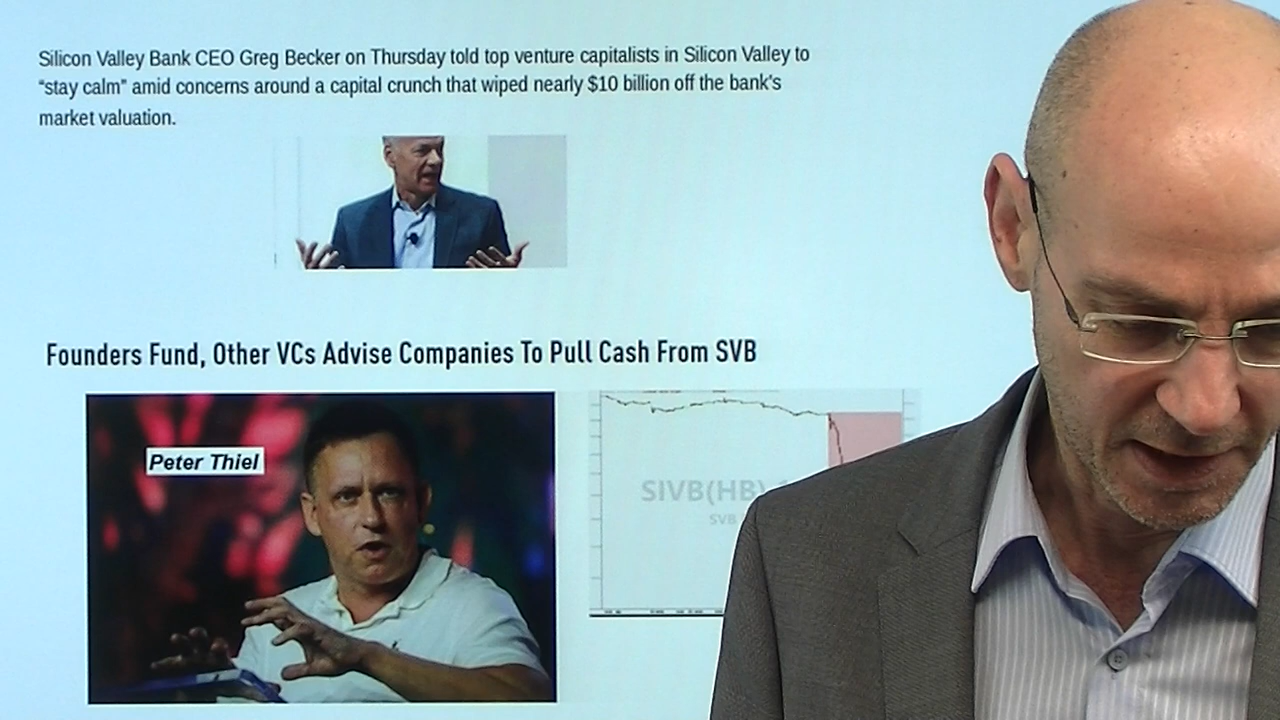 Silicon Valley Bank CEO Greg Becker on Thursday told top venture capitalists in Silicon Valley to
“stay calm” amid concerns around a capital crunch that wiped nearly $10 billion off the bank's
market valuation.
Founders Fund, Other VCs Advise Companies To Pull Cash From SVB
Peter Thiel
SIVB(HB)
SVB